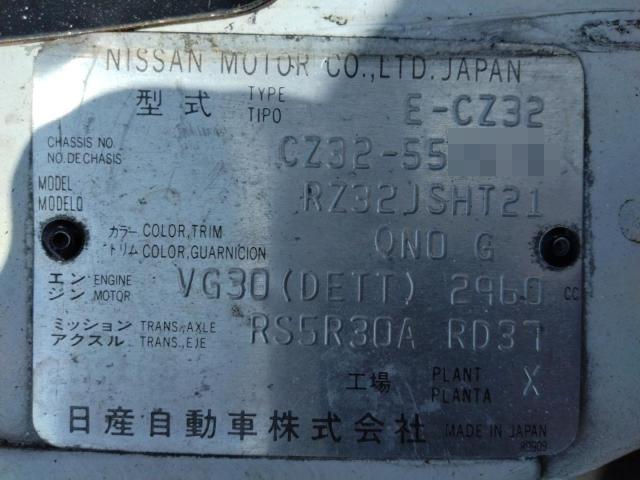 NISSAN MOTOR CO.,LTD. JAPAN
型式 TYPE TIPO E-CZ32
CHASSIS NO. NO. DE CHASIS CZ32-55
MODEL MODELO RZ32JSHT21
カラー COLOR, TRIM トリム COLOR, GUARNICION QN0 G
エンジン ENGINE MOTOR VG30(DETT) 2960 CC
ミッション アクスル TRANS., AXLE TRANS., EJE RS5R30A RD37
工場 PLANT PLANTA X
日産自動車株式会社 MADE IN JAPAN